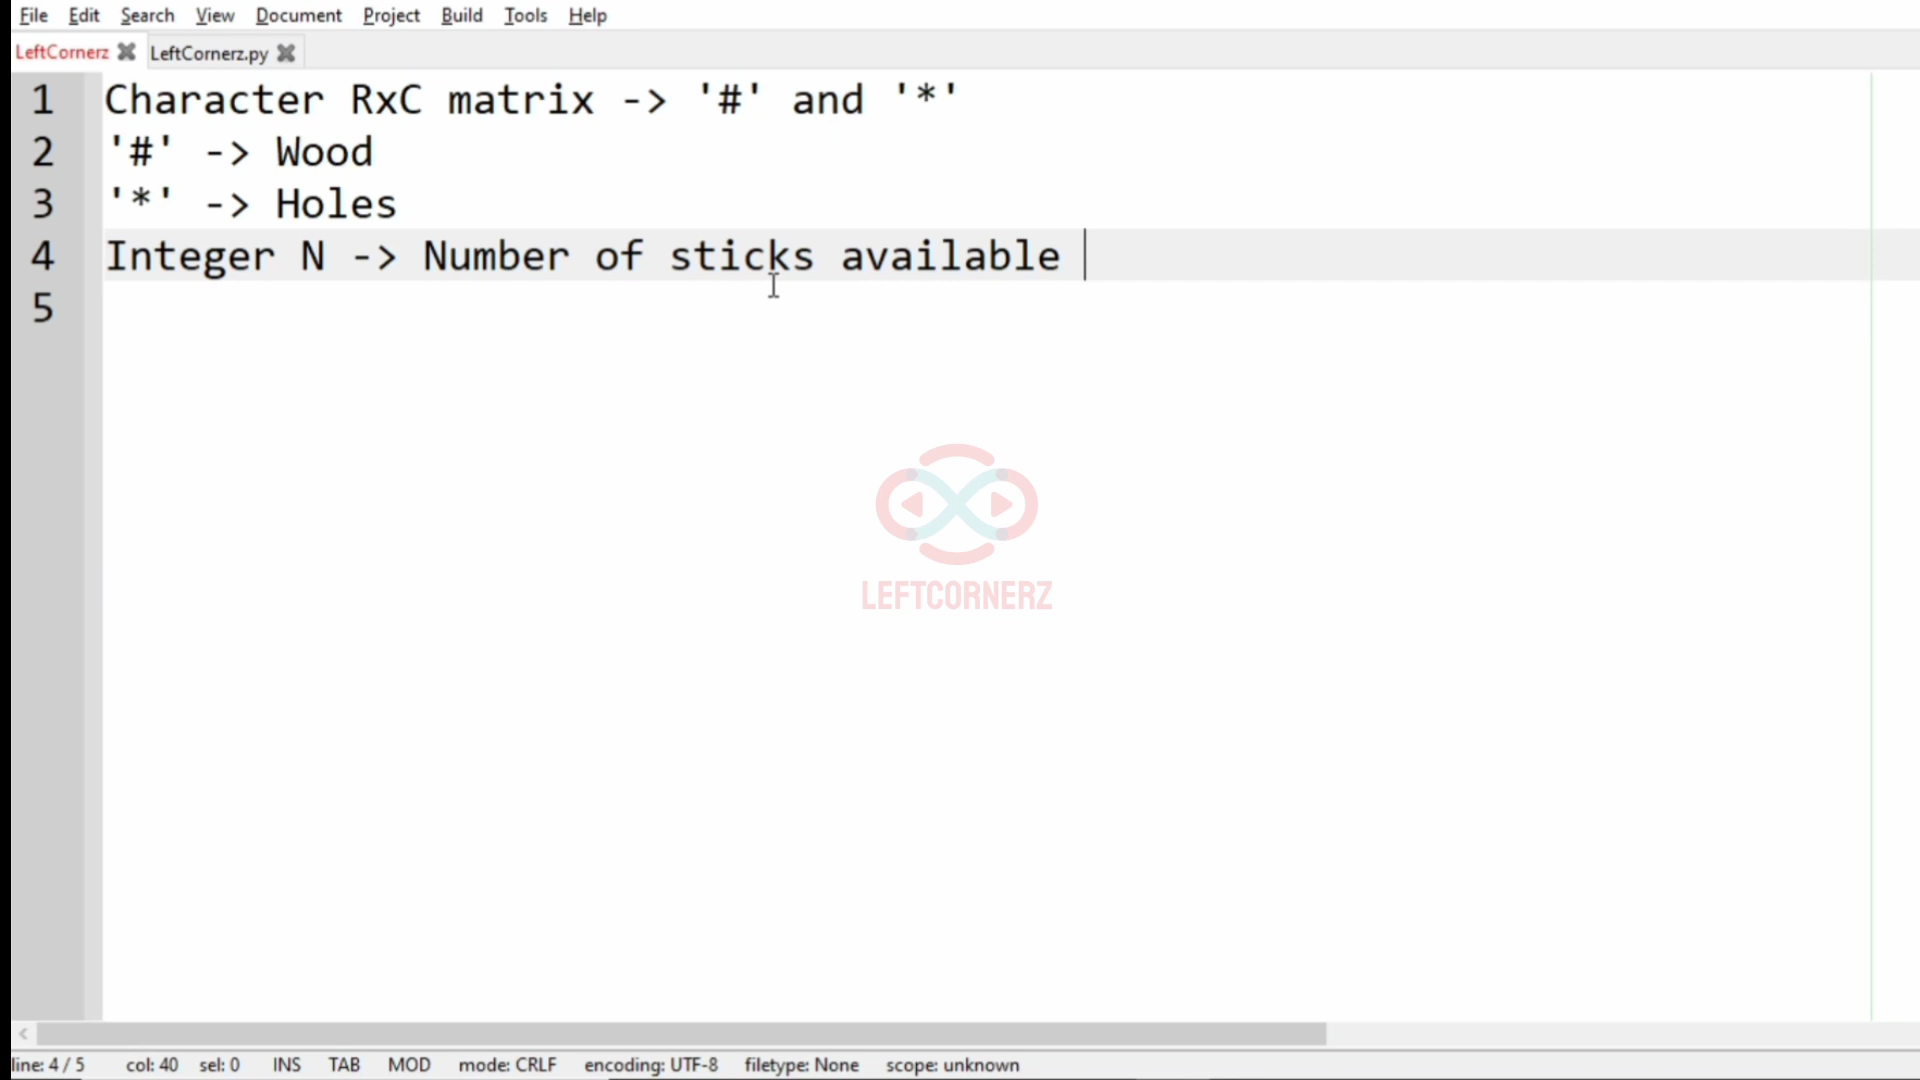 File Edit Search View Document Project Build Tools Help
LeftCornerz LeftCornerz.py
1 Character RxC matrix -> '#' and '*'
2 '#' -> Wood
3 '*' -> Holes
4 Integer N -> Number of sticks available
5
LEFTCORNERZ
line: 4 / 5 col: 40 sel: 0 INS TAB MOD mode: CRLF encoding: UTF-8 filetype: None scope: unknown